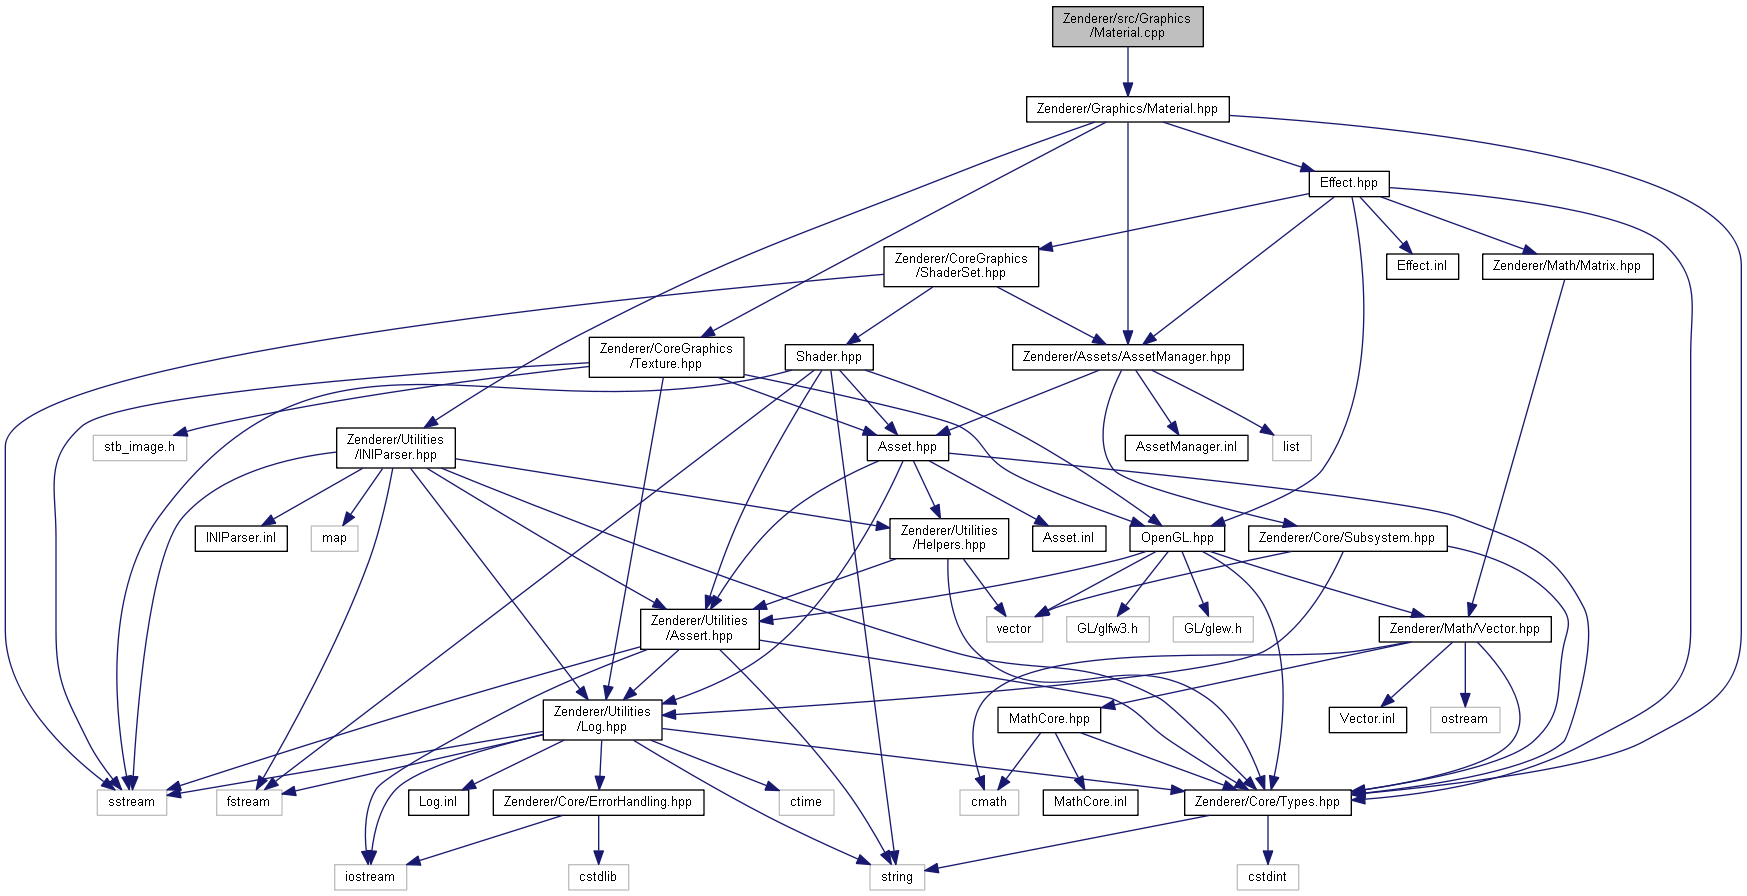 Zenderer/src/Graphics
/Material.cpp
Zenderer/Graphics/Material.hpp
Effect.hpp
Zenderer/CoreGraphics
/ShaderSet.hpp
Effect.inl
Zenderer/Math/Matrix.hpp
Zenderer/CoreGraphics
/Texture.hpp
Shader.hpp
Zenderer/Assets/AssetManager.hpp
stb_image.h
Zenderer/Utilities
/INIParser.hpp
Asset.hpp
AssetManager.inl
list
INIParser.inl
map
Zenderer/Utilities
/Helpers.hpp
Asset.inl
OpenGL.hpp
Zenderer/Core/Subsystem.hpp
Zenderer/Utilities
/Assert.hpp
vector
GL/glfw3.h
GL/glew.h
Zenderer/Math/Vector.hpp
Zenderer/Utilities
/Log.hpp
MathCore.hpp
Vector.inl
ostream
sstream
fstream
Log.inl
Zenderer/Core/ErrorHandling.hpp
ctime
cmath
MathCore.inl
Zenderer/Core/Types.hpp
iostream
cstdlib
string
cstdint